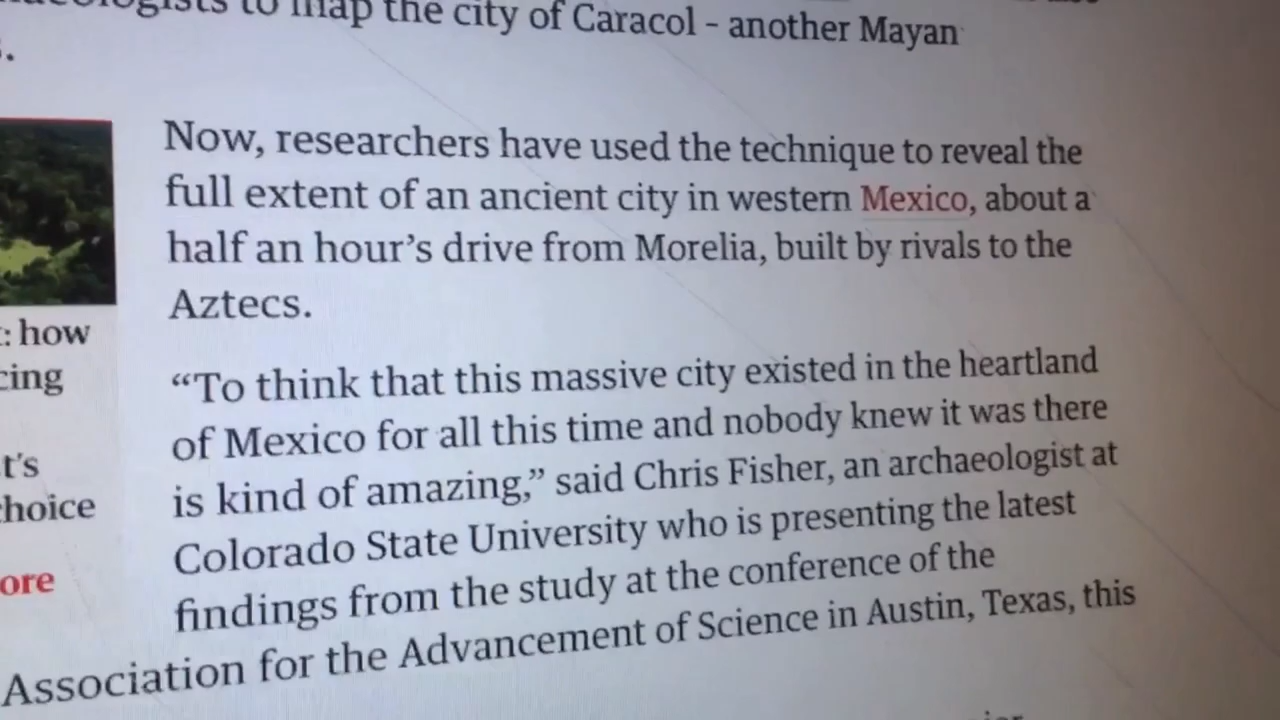 to map the city of Caracol – another Mayan
Now, researchers have used the technique to reveal the
full extent of an ancient city in western Mexico, about a
half an hour’s drive from Morelia, built by rivals to the
Aztecs.
: how
“To think that this massive city existed in the heartland
of Mexico for all this time and nobody knew it was there
is kind of amazing,” said Chris Fisher, an archaeologist at
Colorado State University who is presenting the latest
findings from the study at the conference of the
Association for the Advancement of Science in Austin, Texas, this
cing
t’s
hoice
ore